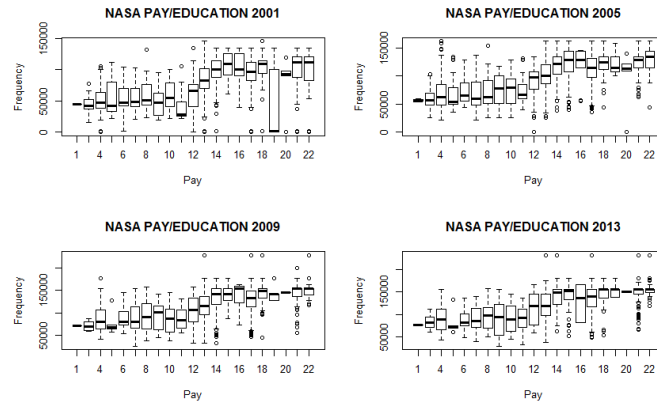 NASA PAY/EDUCATION 2001
Frequency
150000
50000
0
1 4 6 8 10 12 14 16 18 20 22
Pay
NASA PAY/EDUCATION 2005
Frequency
150000
50000
0
1 4 6 8 10 12 14 16 18 20 22
Pay
NASA PAY/EDUCATION 2009
Frequency
150000
50000
1 4 6 8 10 12 14 16 18 20 22
Pay
NASA PAY/EDUCATION 2013
Frequency
150000
50000
1 4 6 8 10 12 14 16 18 20 22
Pay